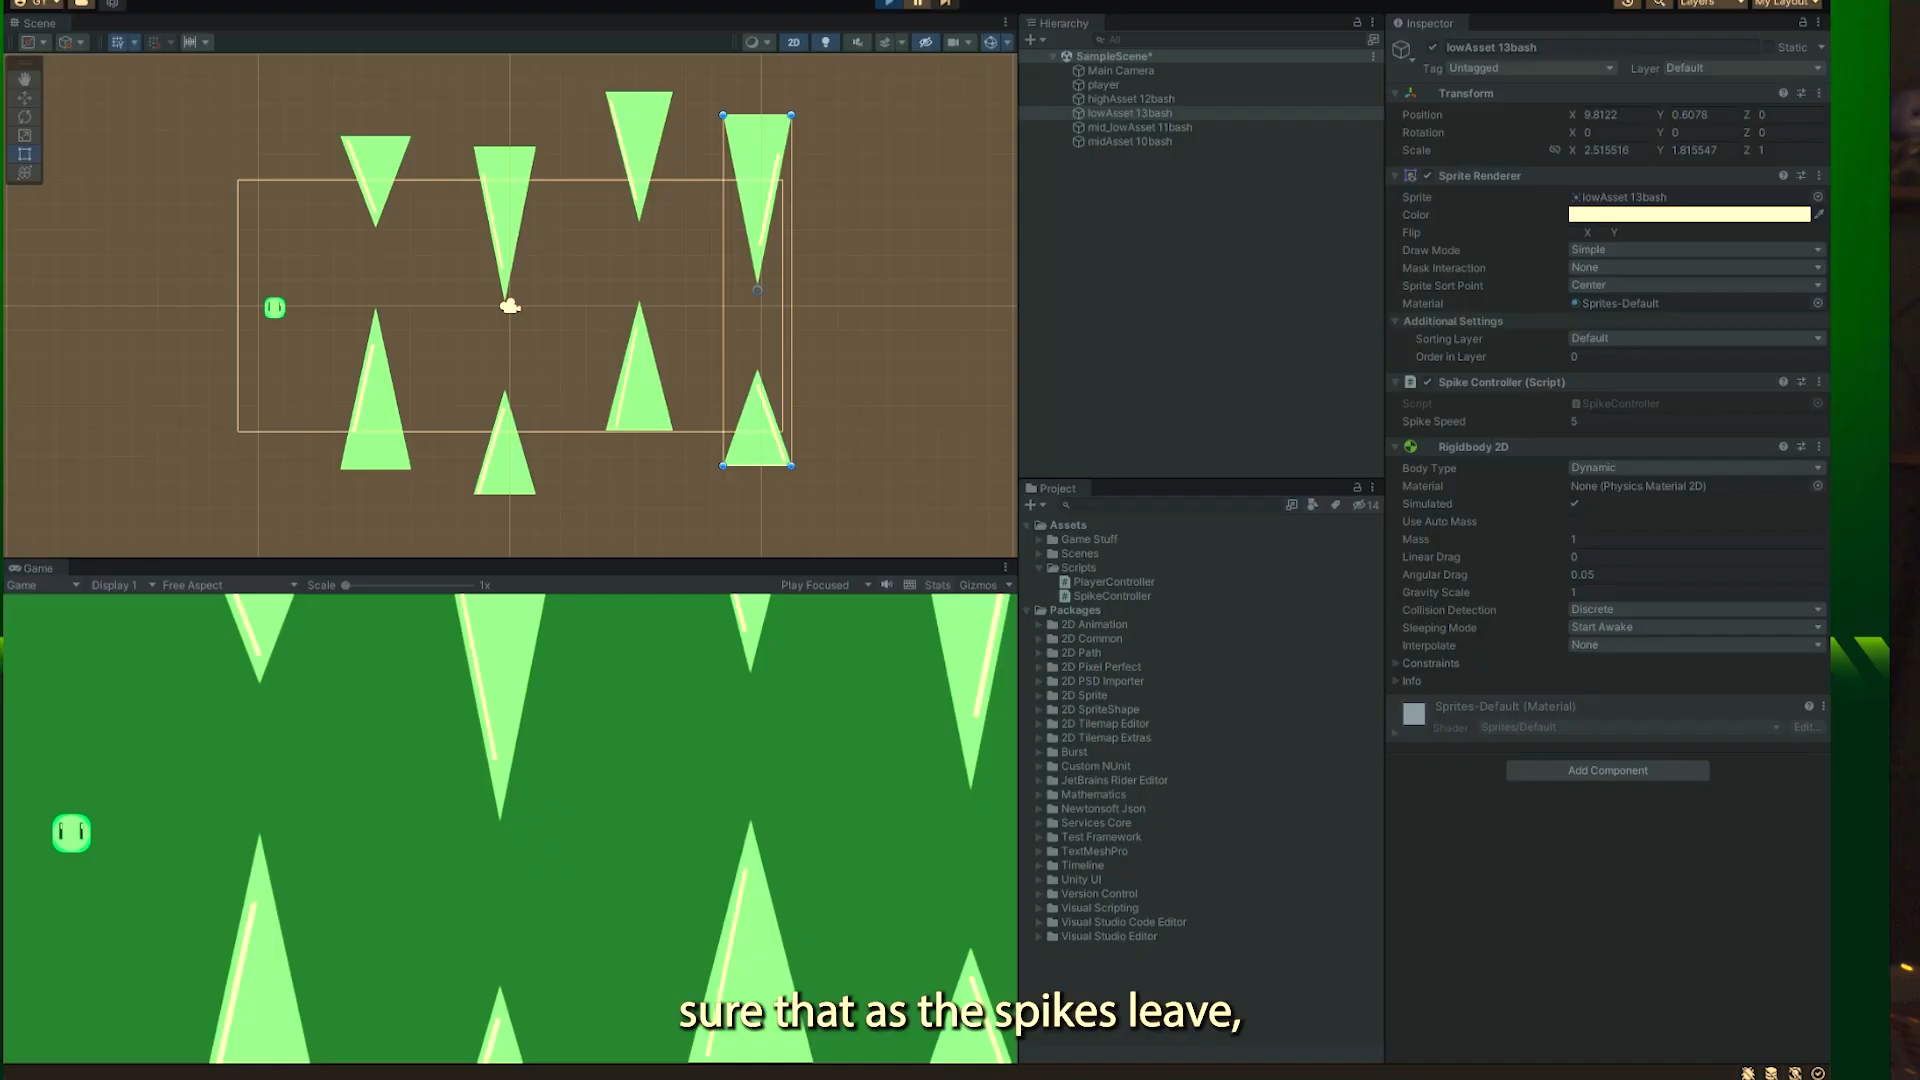 GT
Layers
My Layout
Scene
2D
Hierarchy
All
SampleScene*
Main Camera
player
highAsset 12bash
lowAsset 13bash
mid_lowAsset 11bash
midAsset 10bash
Inspector
lowAsset 13bash
Static
Tag Untagged
Layer Default
Transform
Position X 9.8122 Y 0.6078 Z 0
Rotation X 0 Y 0 Z 0
Scale X 2.515516 Y 1.815547 Z 1
Sprite Renderer
Sprite lowAsset 13bash
Color
Flip X Y
Draw Mode Simple
Mask Interaction None
Sprite Sort Point Center
Material Sprites-Default
Additional Settings
Sorting Layer Default
Order in Layer 0
Spike Controller (Script)
Script SpikeController
Spike Speed 5
Rigidbody 2D
Body Type Dynamic
Material None (Physics Material 2D)
Simulated
Use Auto Mass
Mass 1
Linear Drag 0
Angular Drag 0.05
Gravity Scale 1
Collision Detection Discrete
Sleeping Mode Start Awake
Interpolate None
Constraints
Info
Sprites-Default (Material)
Shader Sprites/Default Edit...
Add Component
Project
14
Assets
Game Stuff
Scenes
Scripts
PlayerController
SpikeController
Packages
2D Animation
2D Common
2D Path
2D Pixel Perfect
2D PSD Importer
2D Sprite
2D SpriteShape
2D Tilemap Editor
2D Tilemap Extras
Burst
Custom NUnit
JetBrains Rider Editor
Mathematics
Newtonsoft Json
Services Core
Test Framework
TextMeshPro
Timeline
Unity UI
Version Control
Visual Scripting
Visual Studio Code Editor
Visual Studio Editor
Game
Game Display 1 Free Aspect Scale 1x Play Focused Stats Gizmos
sure that as the spikes leave,